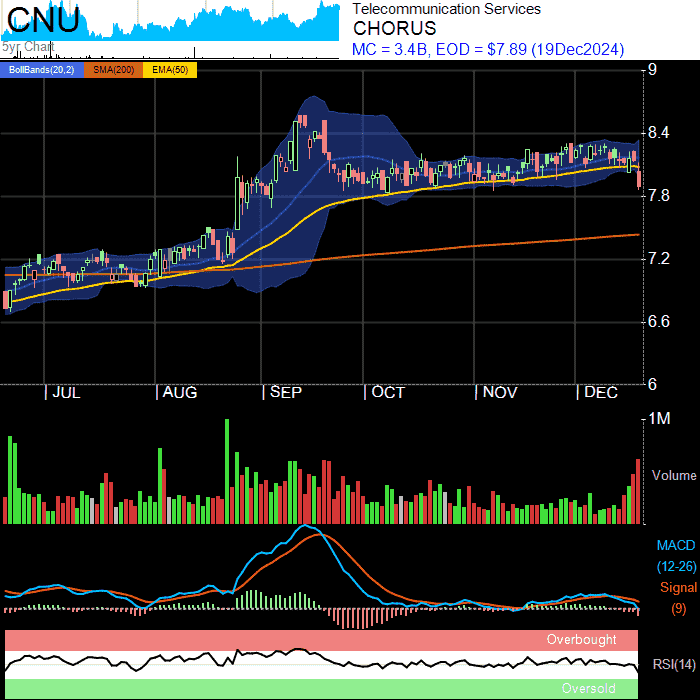 CNU
5yr Chart
Telecommunication Services
CHORUS
MC = 3.4B, EOD = $7.89 (19Dec2024)
BollBands(20,2) SMA(200) EMA(50)
9
8.4
7.8
7.2
6.6
6
| JUL | AUG | SEP | OCT | NOV | DEC
1M
Volume
MACD
(12-26)
Signal
(9)
Overbought
RSI(14)
Oversold